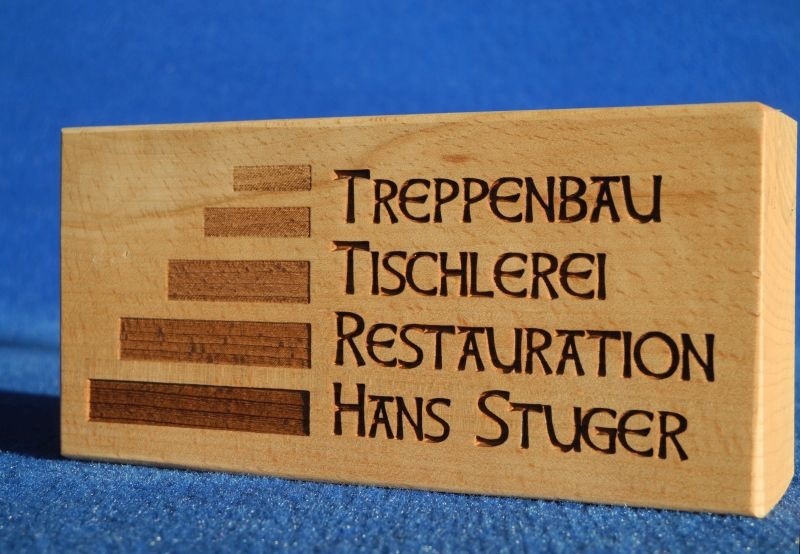 Treppenbau
Tischlerei
Restauration
Hans Stuger